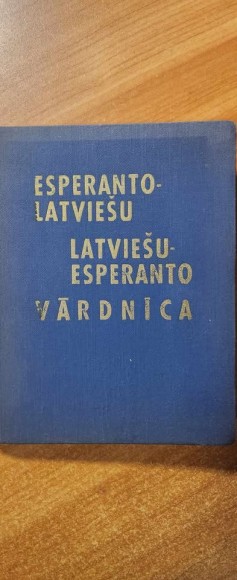 ESPERANTO-
LATVIEŠU
LATVIEŠU-
ESPERANTO
VĀRDNĪCA